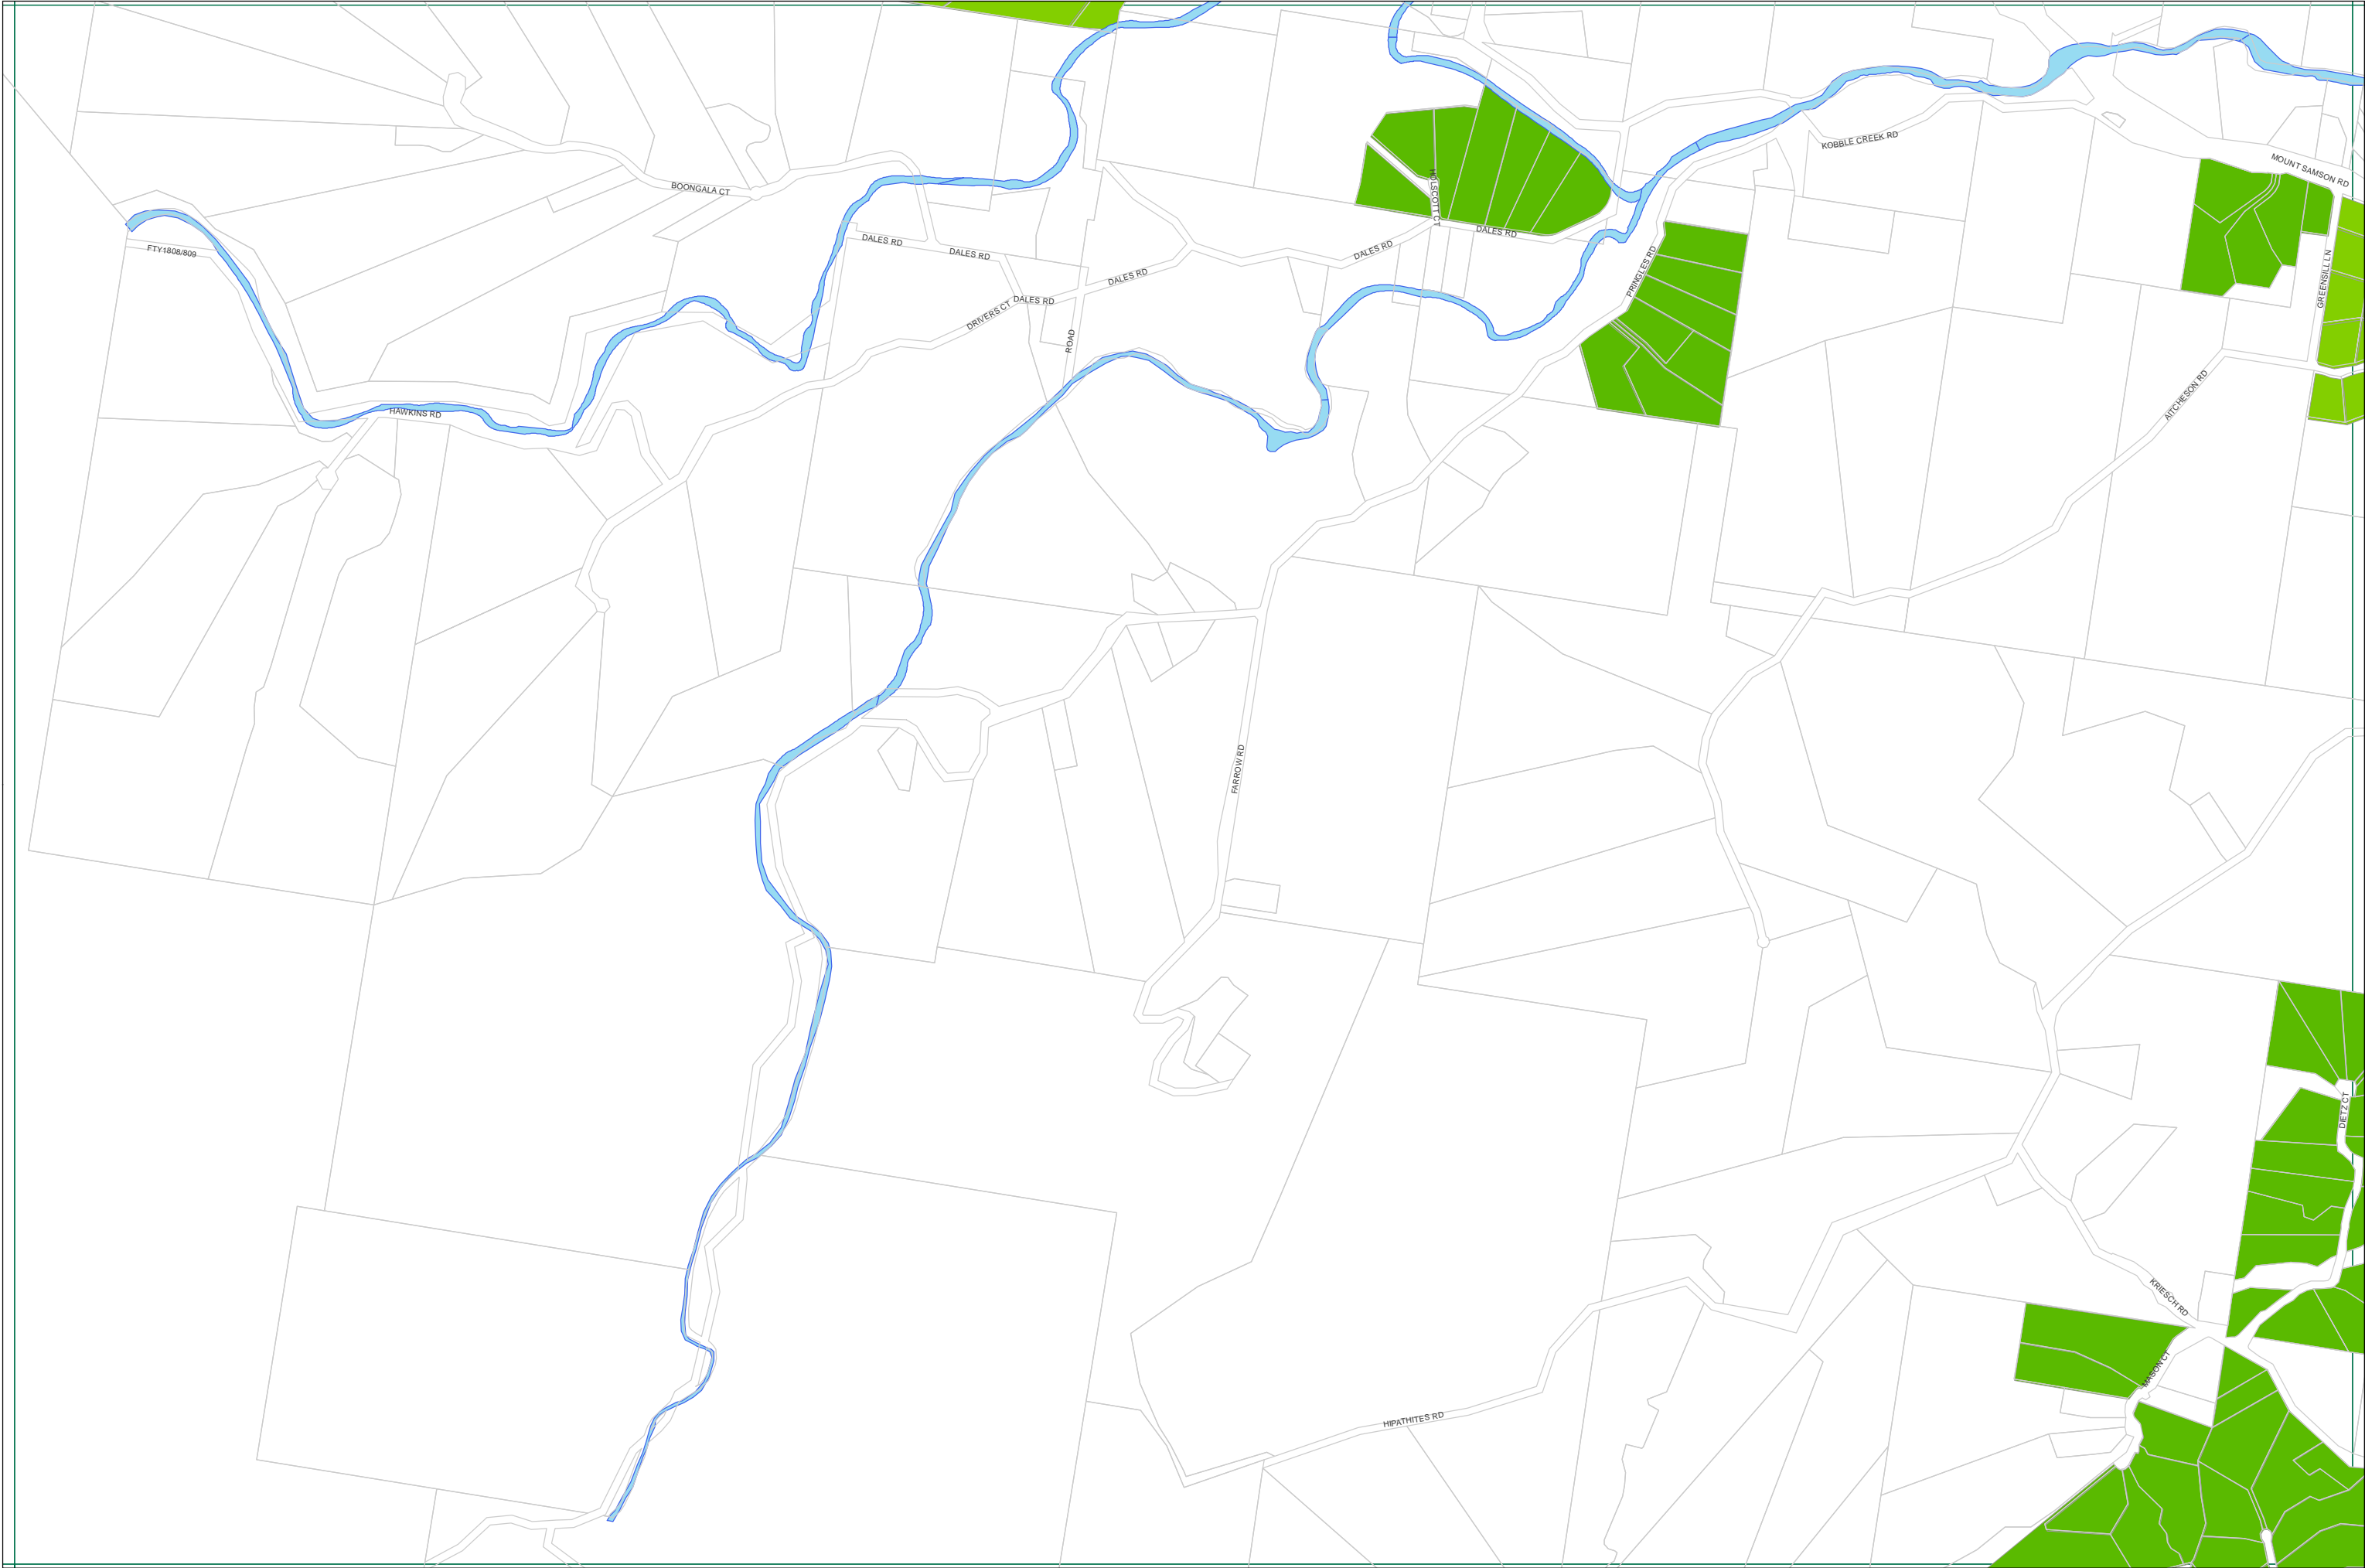 KOBBLE CREEK RD
MOUNT SAMSON RD
BOONGALA CT
HOLSCOTT CT
DALES RD
DALES RD
DALES RD
DALES RD
FTY1808/809
DALES RD
PRINGLES RD
GREENSILL LN
DALES RD
DRIVERS CT
ROAD
AITCHESON RD
HAWKINS RD
FARROW RD
DIETZ CT
KRIESCH RD
MASON CT
HIPATHITES RD